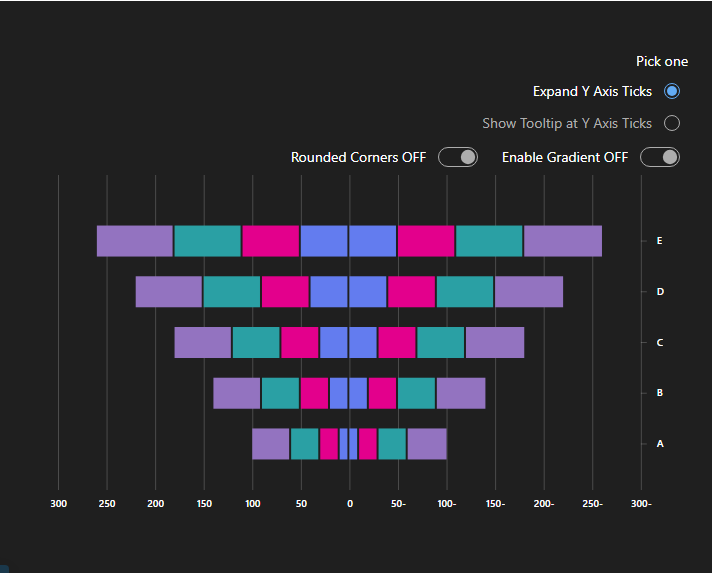 Pick one
Expand Y Axis Ticks
Show Tooltip at Y Axis Ticks
Rounded Corners OFF Enable Gradient OFF
E
D
C
B
A
300 250 200 150 100 50 0 50- 100- 150- 200- 250- 300-